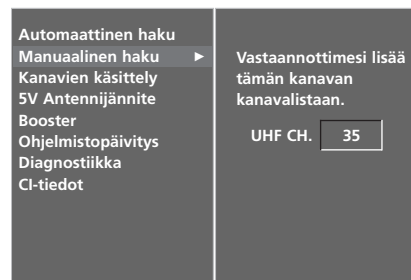 Automaattinen haku
Manuaalinen haku ►
Kanavien käsittely
5V Antennijännite
Booster
Ohjelmistopäivitys
Diagnostiikka
CI-tiedot
Vastaannottimesi lisää
tämän kanavan
kanavalistaan.
UHF CH. 35